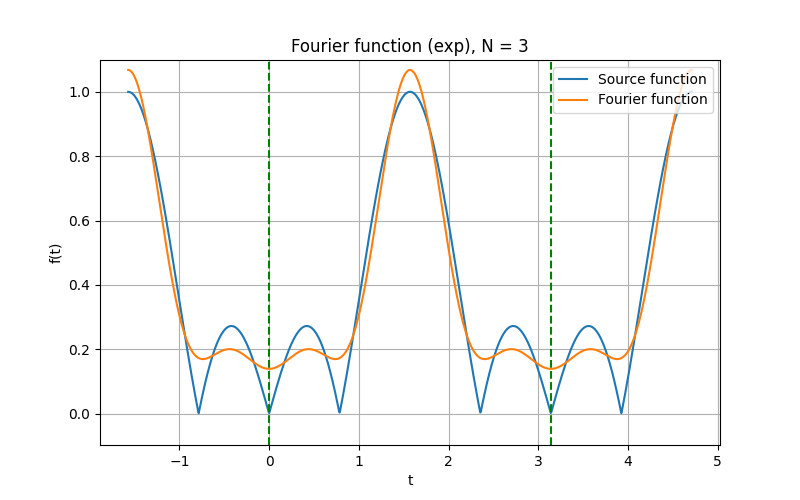 Fourier function (exp), N = 3
f(t)
1.0
0.8
0.6
0.4
0.2
0.0
Source function
Fourier function
−1
0
1
2
3
4
5
t